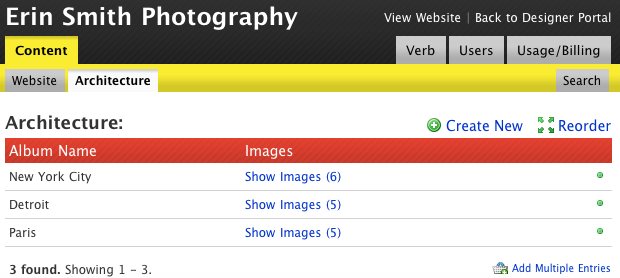 Erin Smith Photography
View Website | Back to Designer Portal
Content
Verb
Users
Usage/Billing
Website
Architecture
Search
Architecture:
Create New
Reorder
Album Name Images
New York City Show Images (6)
Detroit Show Images (5)
Paris Show Images (5)
3 found. Showing 1 - 3.
Add Multiple Entries